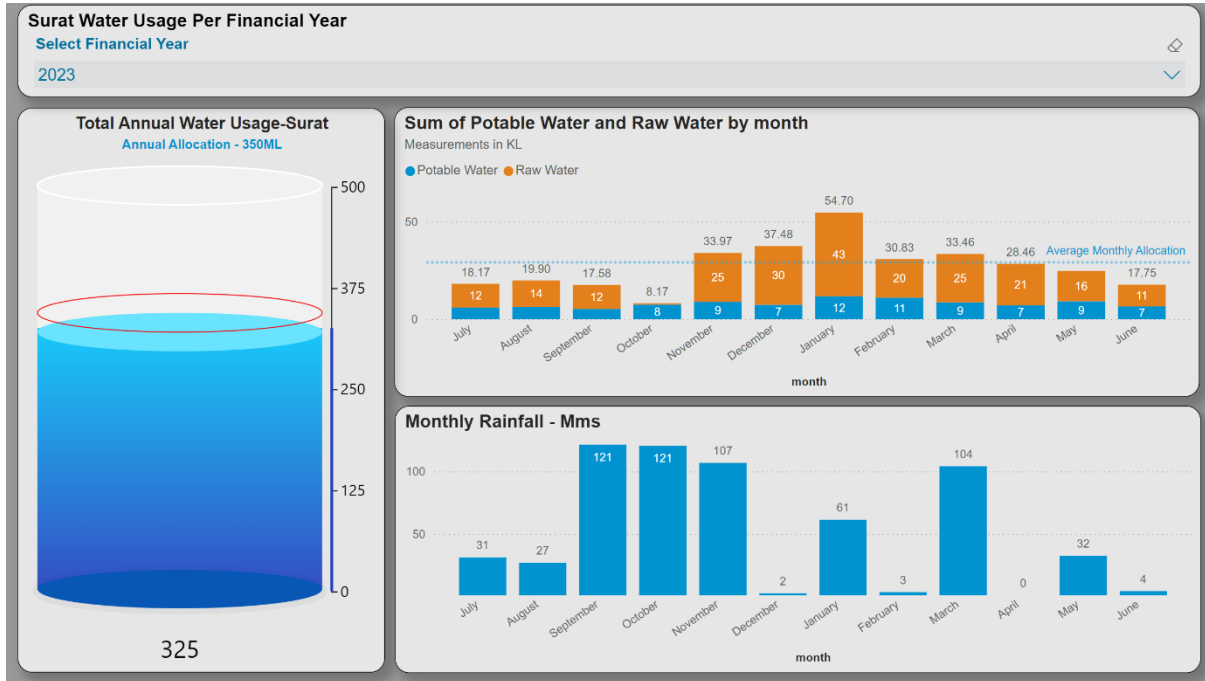 Surat Water Usage Per Financial Year
Select Financial Year
2023
Total Annual Water Usage-Surat
Annual Allocation - 350ML
500
375
250
125
0
325
Sum of Potable Water and Raw Water by month
Measurements in KL
Potable Water Raw Water
54.70
50
37.48
33.97
33.46
30.83
28.46
Average Monthly Allocation
43
19.90
18.17
17.58
17.75
25
30
20
25
21
16
8.17
12
14
12
11
8
9
7
12
11
9
7
9
7
0
July August September October November December January February March April May June
month
Monthly Rainfall - Mms
121 121 107 104
100
61
50
31 27 32
2 3 0 4
July August September October November December January February March April May June
month